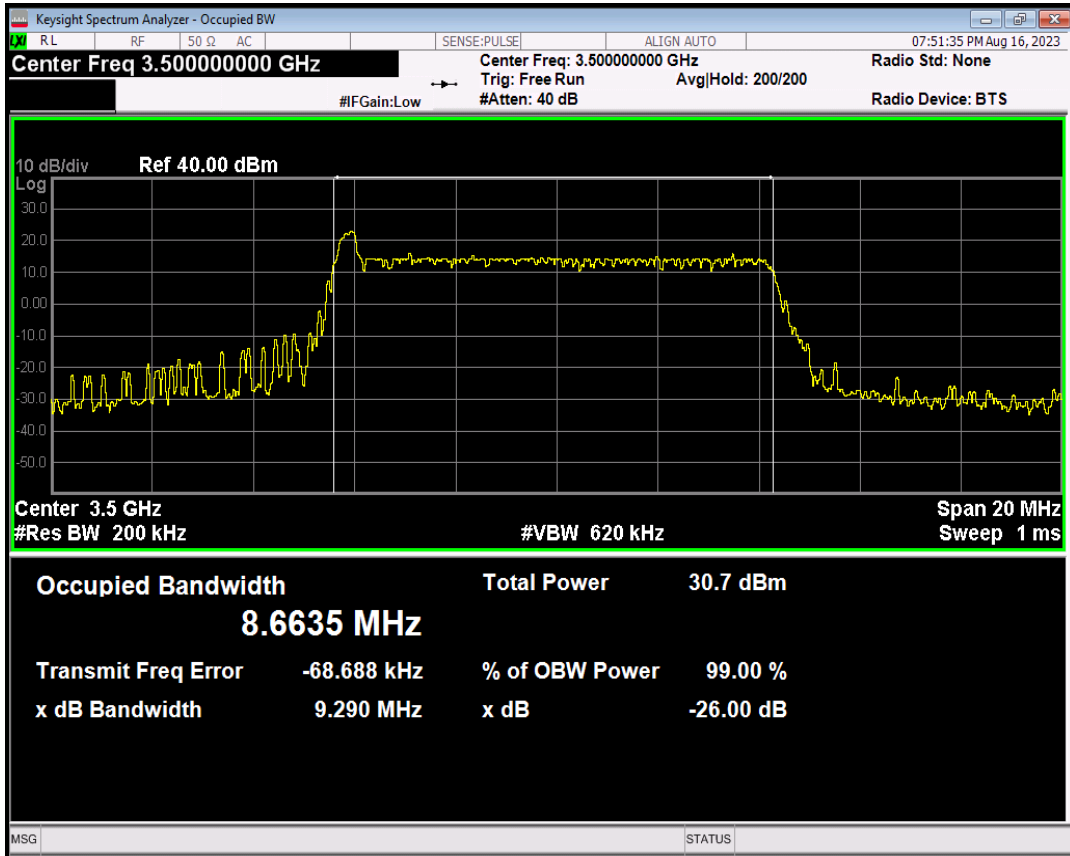 Keysight Spectrum Analyzer - Occupied BW
LXI RL RF 50 Ω AC SENSE:PULSE ALIGN AUTO 07:51:35 PM Aug 16, 2023
Center Freq 3.500000000 GHz Center Freq: 3.500000000 GHz Radio Std: None
Trig: Free Run Avg|Hold: 200/200
#IFGain:Low #Atten: 40 dB Radio Device: BTS
10 dB/div Ref 40.00 dBm
Log
30.0
20.0
10.0
0.00
-10.0
-20.0
-30.0
-40.0
-50.0
Center 3.5 GHz Span 20 MHz
#Res BW 200 kHz #VBW 620 kHz Sweep 1 ms
Occupied Bandwidth Total Power 30.7 dBm
8.6635 MHz
Transmit Freq Error -68.688 kHz % of OBW Power 99.00 %
x dB Bandwidth 9.290 MHz x dB -26.00 dB
MSG STATUS